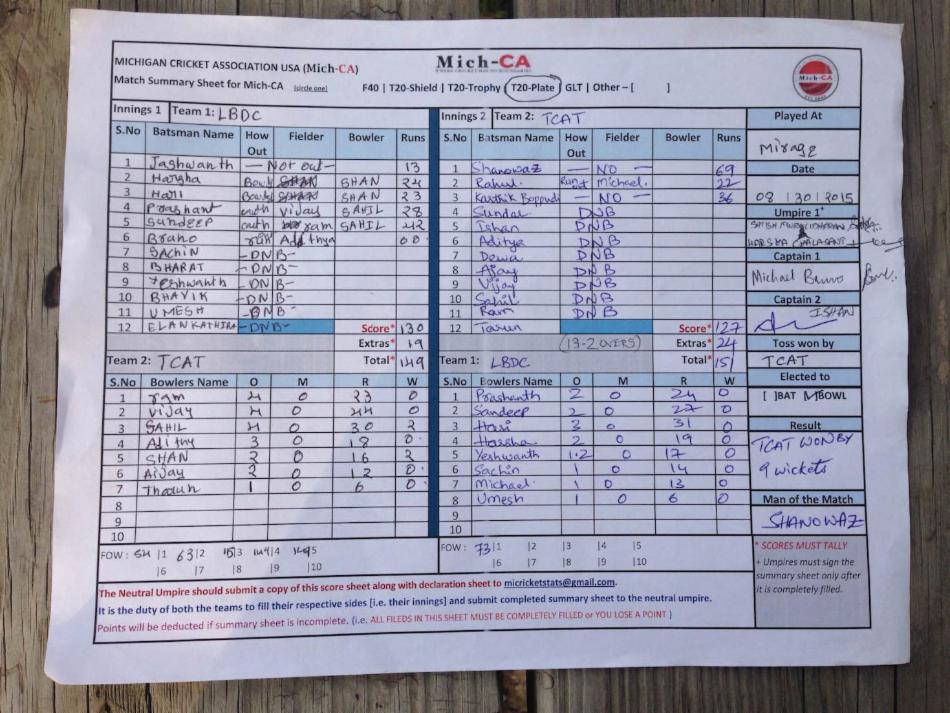 MICHIGAN CRICKET ASSOCIATION USA (Mich-CA)
Mich-CA
Match Summary Sheet for Mich-CA (circle one) F40 | T20-Shield | T20-Trophy | T20-Plate | GLT | Other – [ ]
Mich-CA
Innings 1 Team 1: LBDC
S.No Batsman Name How Out Fielder Bowler Runs
1 Jashwanth — Not out — 13
2 Harsha Bowl SHAN 24
3 Hari Bowl SHAN 23
4 Prashant cath Vijay SAHIL 28
5 Sundeep cath ram SAHIL 42
6 Bruno run Adithya 00
7 SACHIN -DNB-
8 BHARAT -DNB-
9 Yeshwanth -DNB-
10 BHAVIK -DNB-
11 UMESH -DNB-
12 ELANKATHIRA -DNB- Score* 130
Extras* 19
Team 2: TCAT Total* 149
S.No Bowlers Name O M R W
1 ram 4 0 23 0
2 Vijay 4 0 44 0
3 SAHIL 4 0 30 2
4 Adithy 3 0 18 0
5 SHAN 2 0 16 2
6 AiJay 2 0 12 0
7 Tharun 1 0 6 0
8
9
10
FOW : 54 |1 63|2 |3 |4 149|5
|6 |7 |8 |9 |10
Innings 2 Team 2: TCAT
S.No Batsman Name How Out Fielder Bowler Runs
1 Shanowaz — NO — 69
2 Rahul. Run out Michael. 22
3 Karthik Boppudi — NO — 36
4 Sundar DNB
5 Ishan DNB
6 Aditya DNB
7 Dewa DNB
8 Ajay DNB
9 Vijay DNB
10 Sahil DNB
11 Ram DNB
12 Tarun Score* 127
(13-2 OVERS) Extras* 24
Team 1: LBDC Total* 151
S.No Bowlers Name O M R W
1 Prashanth 2 0 24 0
2 Sandeep 2 0 27 0
3 Hari 3 0 31 0
4 Harsha 2 0 19 0
5 Yeshwanth 1.2 0 17 0
6 Sachin 1 0 14 0
7 Michael. 1 0 13 0
8 Umesh 1 0 6 0
9
10
FOW : 73|1 |2 |3 |4 |5
|6 |7 |8 |9 |10
Played At
Mirage
Date
08 | 30 | 2015
Umpire 1+
HARSHA
Captain 1
Michael Bruno
Captain 2
ISHAN
Toss won by
TCAT
Elected to
[ ]BAT [✓]BOWL
Result
TCAT WON BY
9 wickets
Man of the Match
SHANOWAZ
* SCORES MUST TALLY
+ Umpires must sign the
summary sheet only after
it is completely filled.
The Neutral Umpire should submit a copy of this score sheet along with declaration sheet to micricketstats@gmail.com.
It is the duty of both the teams to fill their respective sides [i.e. their innings] and submit completed summary sheet to the neutral umpire.
Points will be deducted if summary sheet is incomplete. (i.e. ALL FILEDS IN THIS SHEET MUST BE COMPLETELY FILLED or YOU LOSE A POINT )